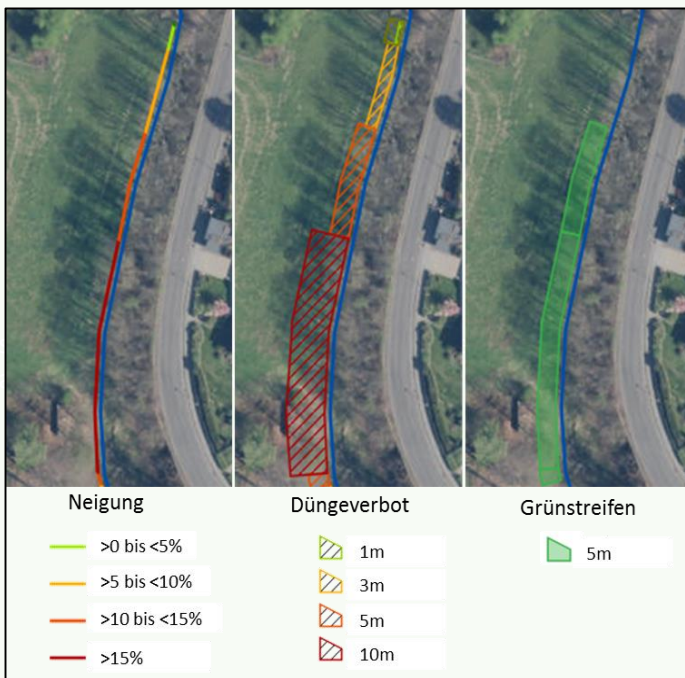 Neigung
>0 bis <5%
>5 bis <10%
>10 bis <15%
>15%
Düngeverbot
1m
3m
5m
10m
Grünstreifen
5m